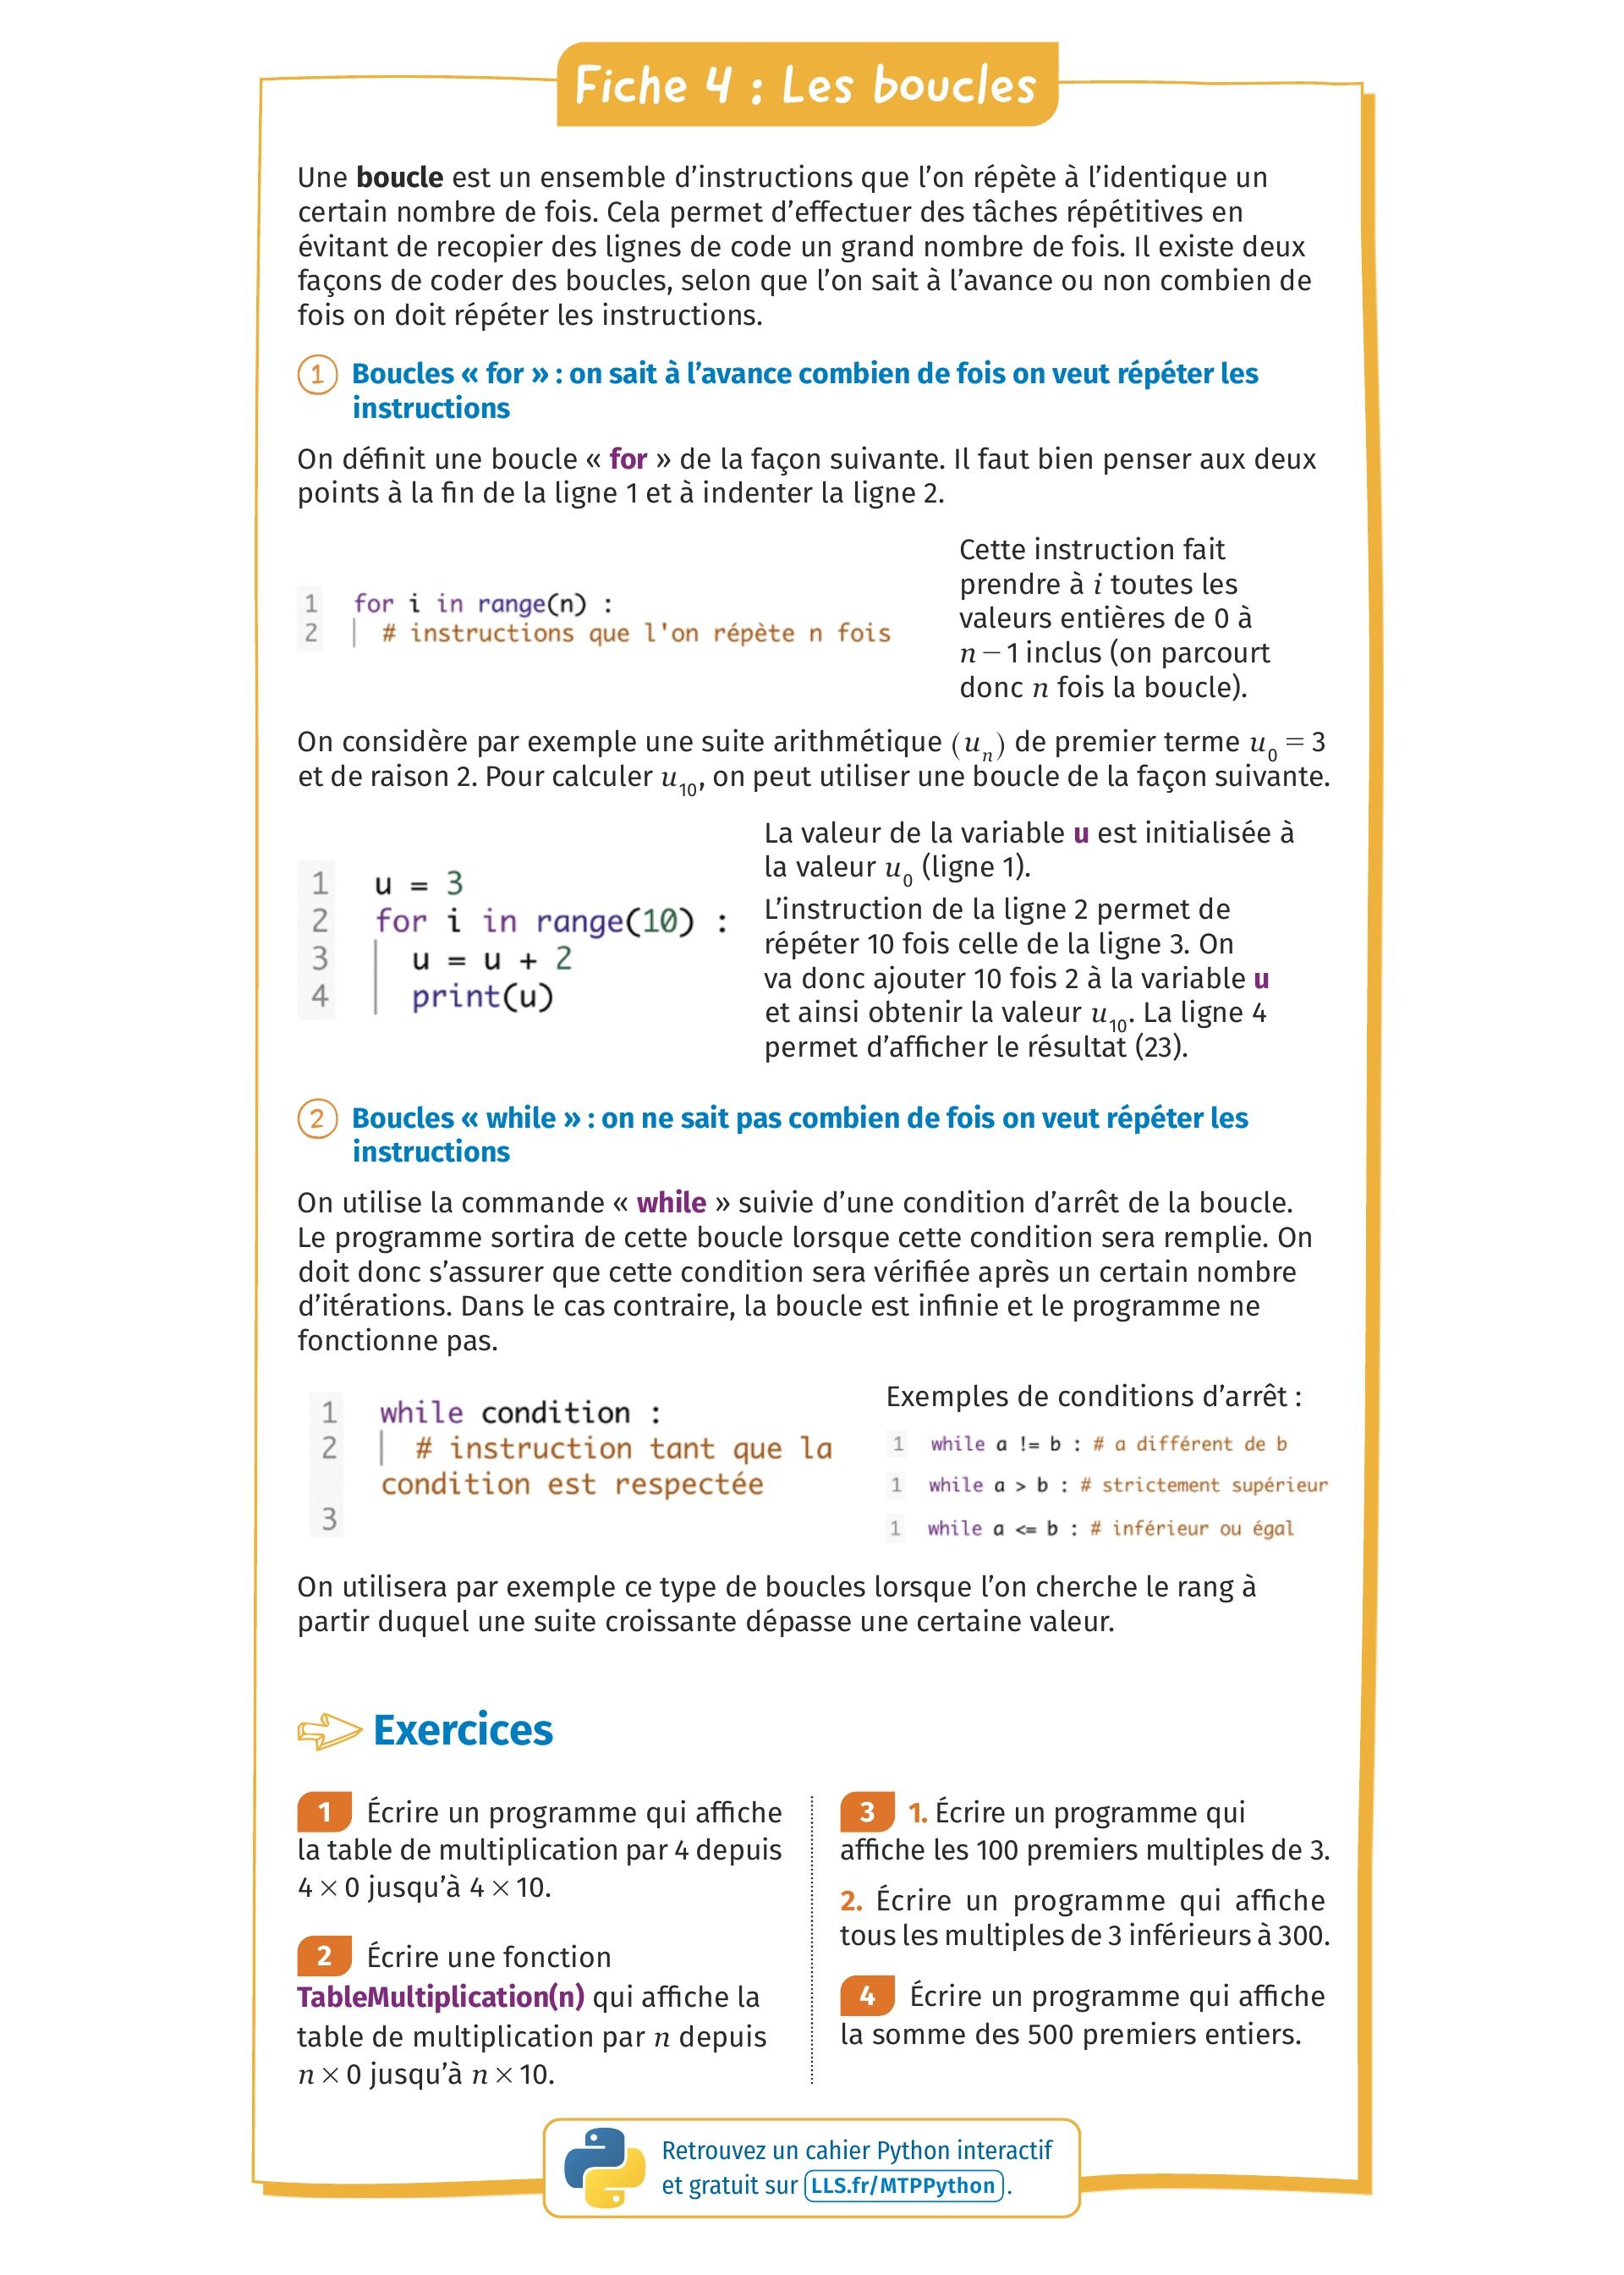 Fiche 4 : Les boucles
Une boucle est un ensemble d’instructions que l’on répète à l’identique un
certain nombre de fois. Cela permet d’effectuer des tâches répétitives en
évitant de recopier des lignes de code un grand nombre de fois. Il existe deux
façons de coder des boucles, selon que l’on sait à l’avance ou non combien de
fois on doit répéter les instructions.
1 Boucles « for » : on sait à l’avance combien de fois on veut répéter les
instructions
On définit une boucle « for » de la façon suivante. Il faut bien penser aux deux
points à la fin de la ligne 1 et à indenter la ligne 2.
1 for i in range(n) :
2 # instructions que l'on répète n fois
Cette instruction fait
prendre à i toutes les
valeurs entières de 0 à
n − 1 inclus (on parcourt
donc n fois la boucle).
On considère par exemple une suite arithmétique (uₙ) de premier terme u₀ = 3
et de raison 2. Pour calculer u₁₀, on peut utiliser une boucle de la façon suivante.
1 u = 3
2 for i in range(10) :
3 u = u + 2
4 print(u)
La valeur de la variable u est initialisée à
la valeur u₀ (ligne 1).
L’instruction de la ligne 2 permet de
répéter 10 fois celle de la ligne 3. On
va donc ajouter 10 fois 2 à la variable u
et ainsi obtenir la valeur u₁₀. La ligne 4
permet d’afficher le résultat (23).
2 Boucles « while » : on ne sait pas combien de fois on veut répéter les
instructions
On utilise la commande « while » suivie d’une condition d’arrêt de la boucle.
Le programme sortira de cette boucle lorsque cette condition sera remplie. On
doit donc s’assurer que cette condition sera vérifiée après un certain nombre
d’itérations. Dans le cas contraire, la boucle est infinie et le programme ne
fonctionne pas.
1 while condition :
2 # instruction tant que la
condition est respectée
3
Exemples de conditions d’arrêt :
1 while a != b : # a différent de b
1 while a > b : # strictement supérieur
1 while a <= b : # inférieur ou égal
On utilisera par exemple ce type de boucles lorsque l’on cherche le rang à
partir duquel une suite croissante dépasse une certaine valeur.
Exercices
1 Écrire un programme qui affiche
la table de multiplication par 4 depuis
4 × 0 jusqu’à 4 × 10.
2 Écrire une fonction
TableMultiplication(n) qui affiche la
table de multiplication par n depuis
n × 0 jusqu’à n × 10.
3 1. Écrire un programme qui
affiche les 100 premiers multiples de 3.
2. Écrire un programme qui affiche
tous les multiples de 3 inférieurs à 300.
4 Écrire un programme qui affiche
la somme des 500 premiers entiers.
Retrouvez un cahier Python interactif
et gratuit sur LLS.fr/MTPPython .